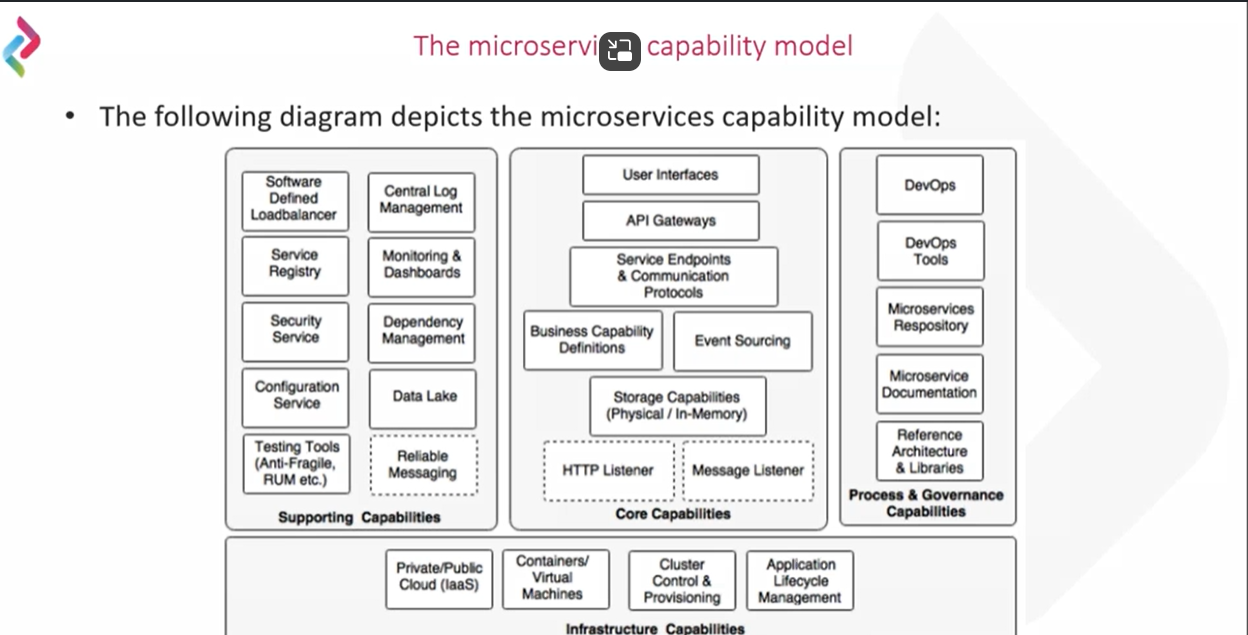 The microservi capability model
• The following diagram depicts the microservices capability model:
Software
Defined
Loadbalancer
Central Log
Management
Service
Registry
Monitoring &
Dashboards
Security
Service
Dependency
Management
Configuration
Service
Data Lake
Testing Tools
(Anti-Fragile,
RUM etc.)
Reliable
Messaging
Supporting Capabilities
User Interfaces
API Gateways
Service Endpoints
& Communication
Protocols
Business Capability
Definitions
Event Sourcing
Storage Capabilities
(Physical / In-Memory)
HTTP Listener
Message Listener
Core Capabilities
DevOps
DevOps
Tools
Microservices
Respository
Microservice
Documentation
Reference
Architecture
& Libraries
Process & Governance
Capabilities
Private/Public
Cloud (IaaS)
Containers/
Virtual
Machines
Cluster
Control &
Provisioning
Application
Lifecycle
Management
Infrastructure Capabilities